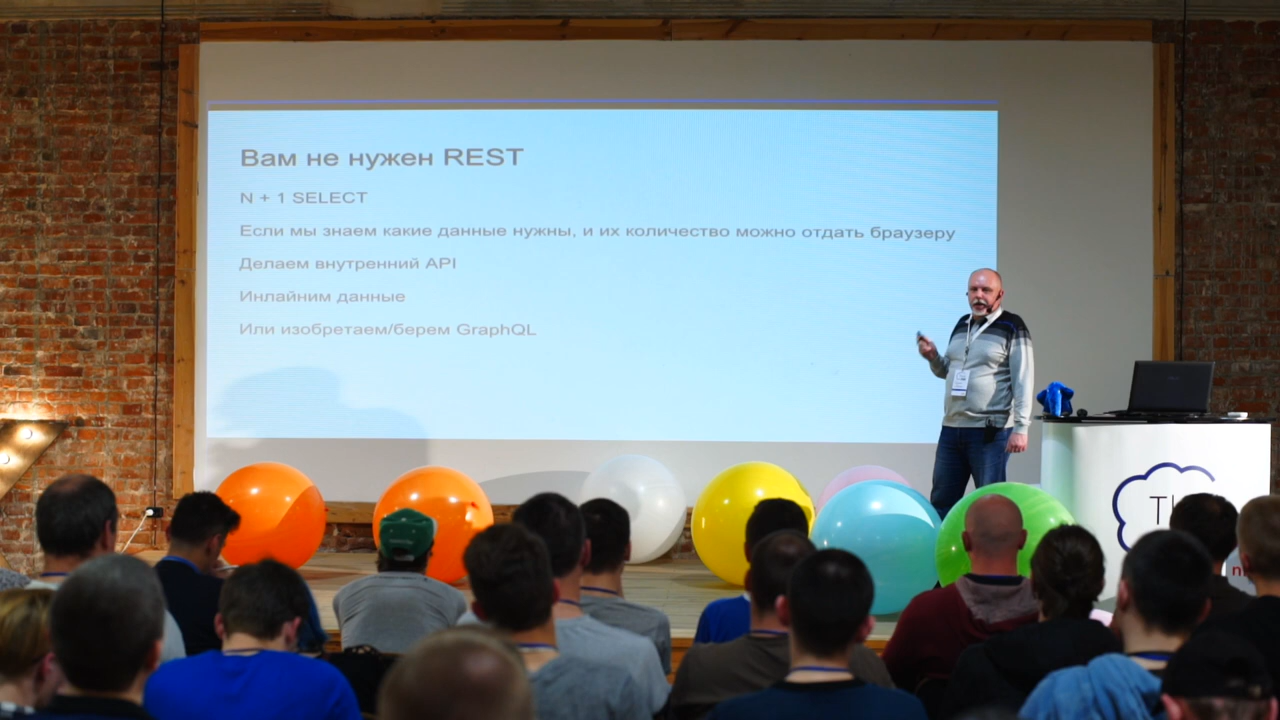 Вам не нужен REST
N + 1 SELECT
Если мы знаем какие данные нужны, и их количество можно отдать браузеру
Делаем внутренний API
Инлайним данные
Или изобретаем/берем GraphQL